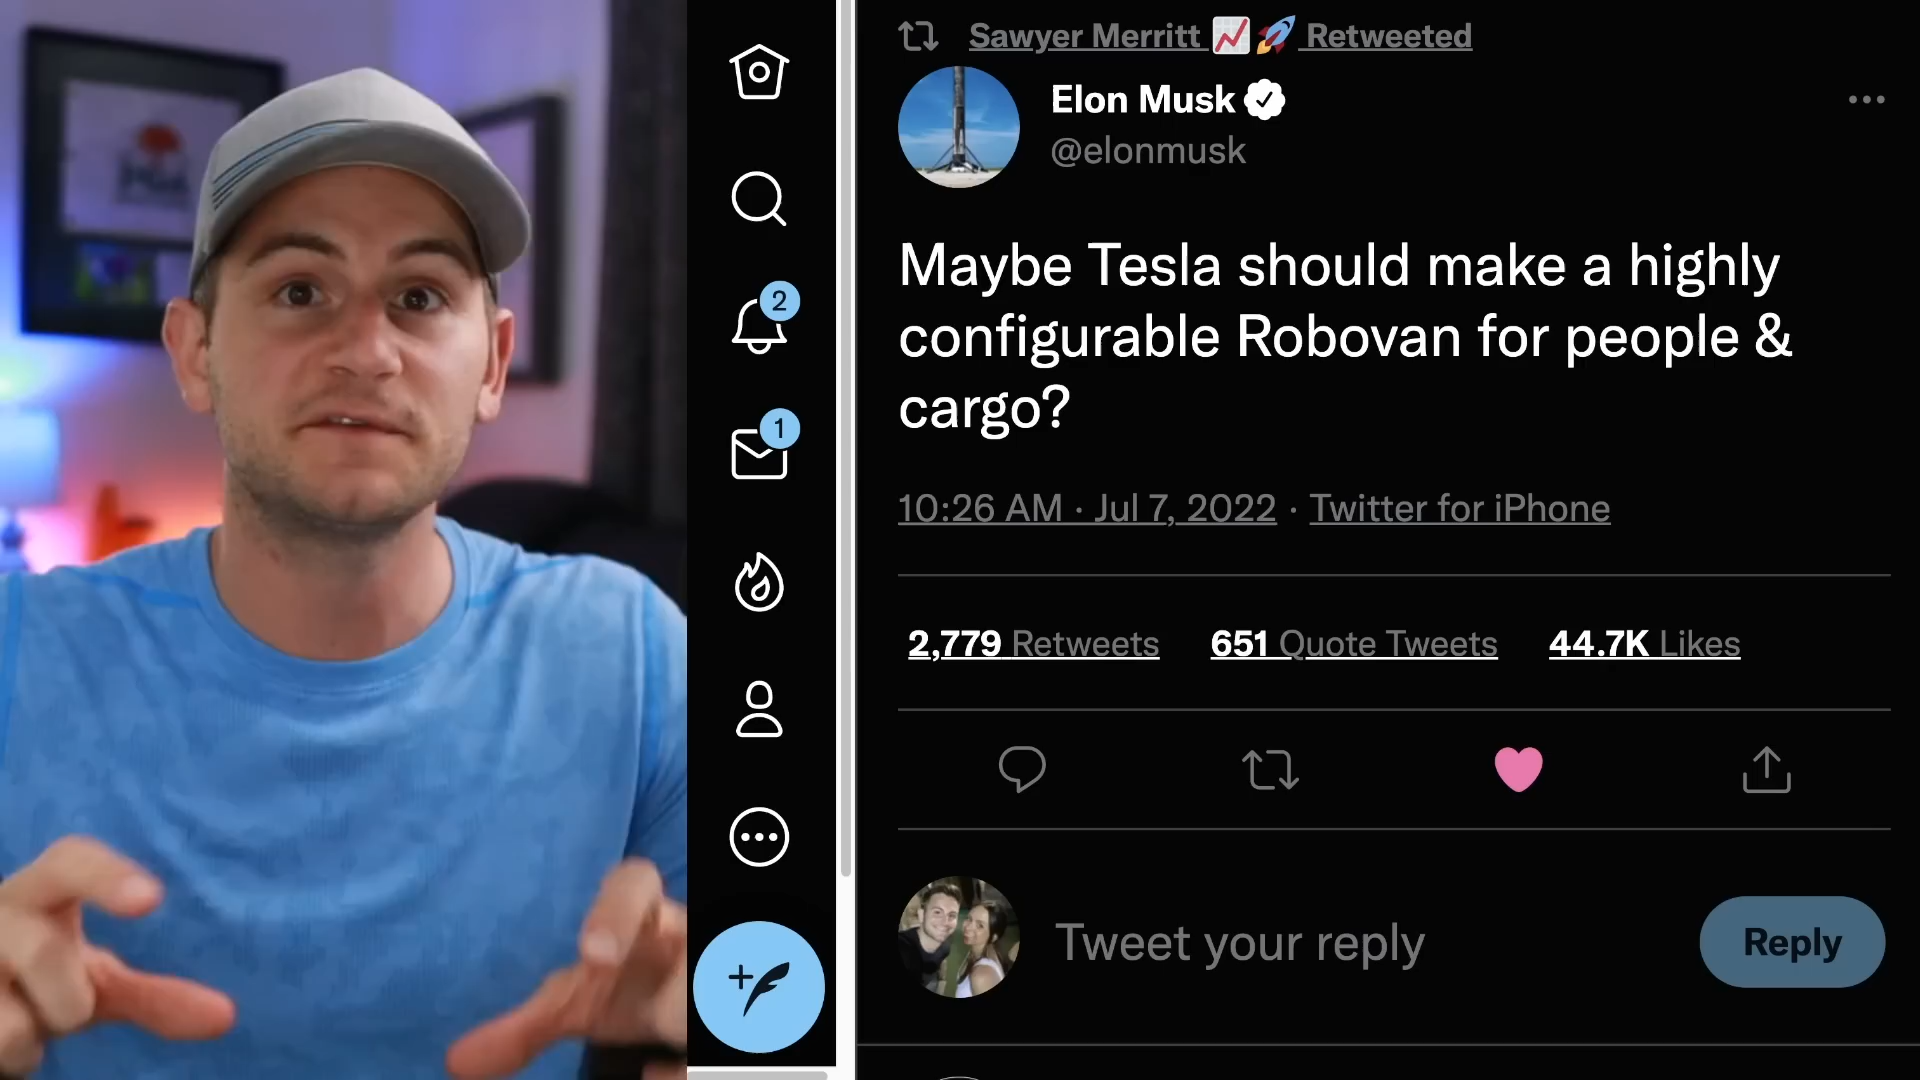 Sawyer Merritt 📈🚀 Retweeted
Elon Musk
@elonmusk
Maybe Tesla should make a highly
configurable Robovan for people &
cargo?
10:26 AM · Jul 7, 2022 · Twitter for iPhone
2,779 Retweets 651 Quote Tweets 44.7K Likes
Tweet your reply
Reply
2
1